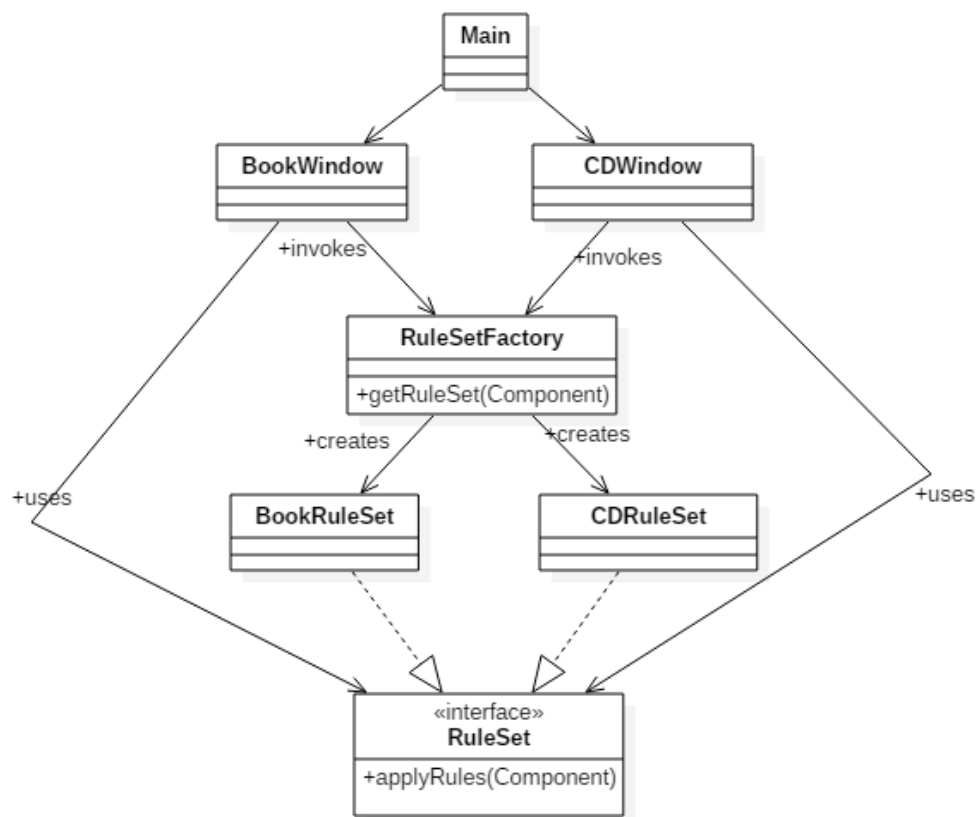 Main
BookWindow
CDWindow
+invokes
+invokes
RuleSetFactory
+getRuleSet(Component)
+creates
+creates
+uses
+uses
BookRuleSet
CDRuleSet
«interface»
RuleSet
+applyRules(Component)